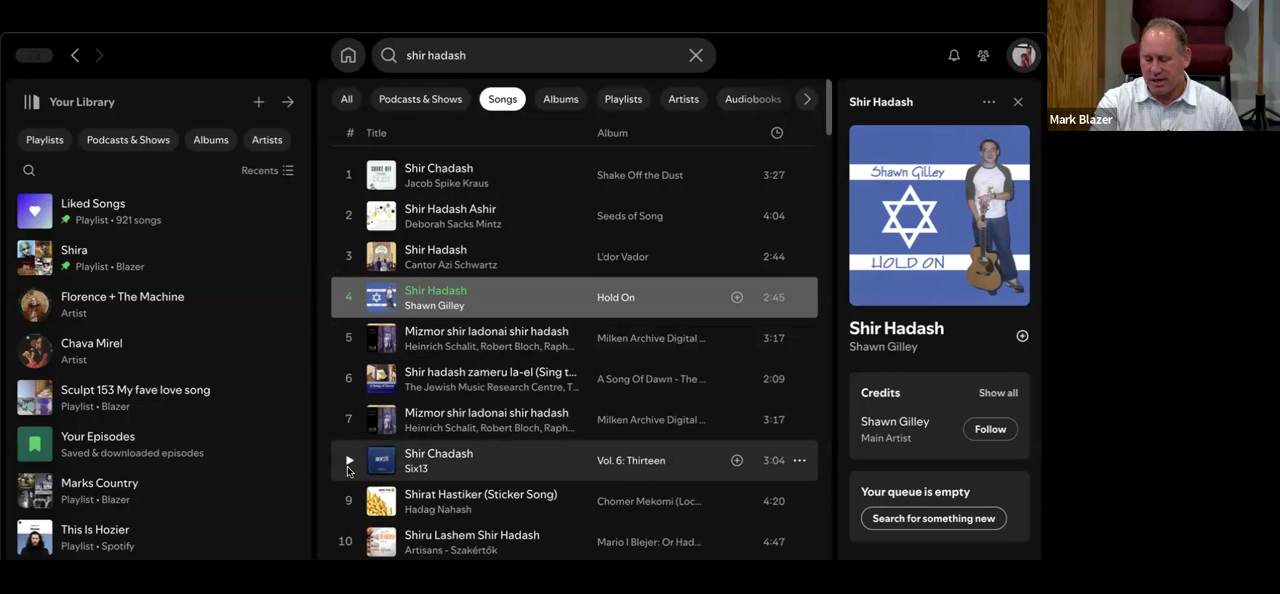 shir hadash
Your Library
Playlists
Podcasts & Shows
Albums
Artists
Recents
Liked Songs
Playlist • 921 songs
Shira
Playlist • Blazer
Florence + The Machine
Artist
Chava Mirel
Artist
Sculpt 153 My fave love song
Playlist • Blazer
Your Episodes
Saved & downloaded episodes
Marks Country
Playlist • Blazer
This Is Hozier
Playlist • Spotify
All
Podcasts & Shows
Songs
Albums
Playlists
Artists
Audiobooks
# Title Album
1 Shir Chadash Shake Off the Dust 3:27
Jacob Spike Kraus
2 Shir Hadash Ashir Seeds of Song 4:04
Deborah Sacks Mintz
3 Shir Hadash L'dor Vador 2:44
Cantor Azi Schwartz
4 Shir Hadash Hold On 2:45
Shawn Gilley
5 Mizmor shir ladonai shir hadash Milken Archive Digital ... 3:17
Heinrich Schalit, Robert Bloch, Raph...
6 Shir hadash zameru la-el (Sing t... A Song Of Dawn - The ... 2:09
The Jewish Music Research Centre, T...
7 Mizmor shir ladonai shir hadash Milken Archive Digital ... 3:17
Heinrich Schalit, Robert Bloch, Raph...
Shir Chadash Vol. 6: Thirteen 3:04
Six13
9 Shirat Hastiker (Sticker Song) Chomer Mekomi (Loc... 4:20
Hadag Nahash
10 Shiru Lashem Shir Hadash Mario I Blejer: Or Had... 4:47
Artisans - Szakértők
Shir Hadash
Shawn Gilley
HOLD ON
Shir Hadash
Shawn Gilley
Credits
Show all
Shawn Gilley
Main Artist
Follow
Your queue is empty
Search for something new
Mark Blazer